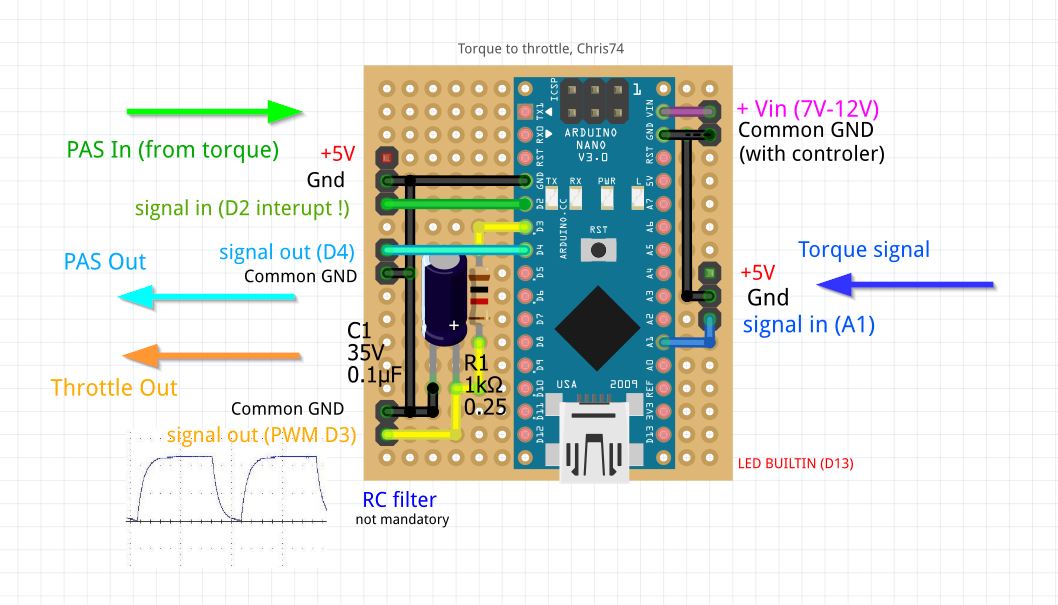 Torque to throttle, Chris74
PAS In (from torque)
+5V
Gnd
signal in (D2 interupt !)
PAS Out
signal out (D4)
Common GND
Throttle Out
Common GND
signal out (PWM D3)
C1
35V
0.1µF
R1
1kΩ
0.25
+
RC filter
not mandatory
ICSP
1
ARDUINO
NANO
V3.0
TX RX PWR L
RST
ARDUINO.CC
USA 2009
TX1
RX0
RST
GND
D2
D3
D4
D5
D6
D7
D8
D9
D10
D11
D12
VIN
GND
RST
5V
A7
A6
A5
A4
A3
A2
A1
A0
REF
3V3
D13
+ Vin (7V-12V)
Common GND
(with controler)
Torque signal
+5V
Gnd
signal in (A1)
LED BUILTIN (D13)